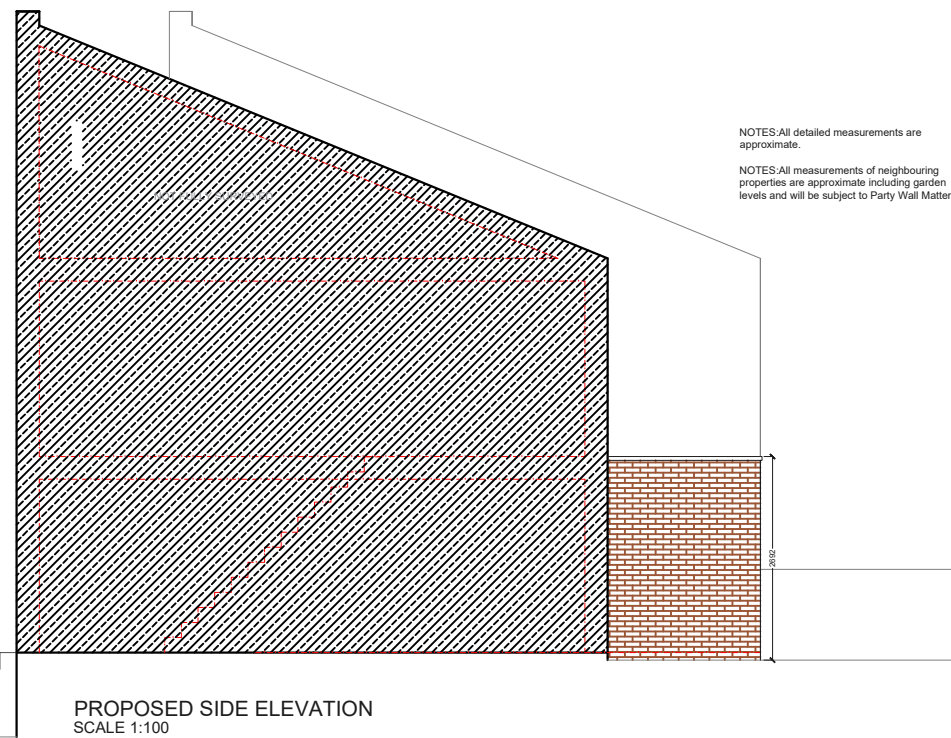 NOTES:All detailed measurements are
approximate.
NOTES:All measurements of neighbouring
properties are approximate including garden
levels and will be subject to Party Wall Matter
2692
PROPOSED SIDE ELEVATION
SCALE 1:100